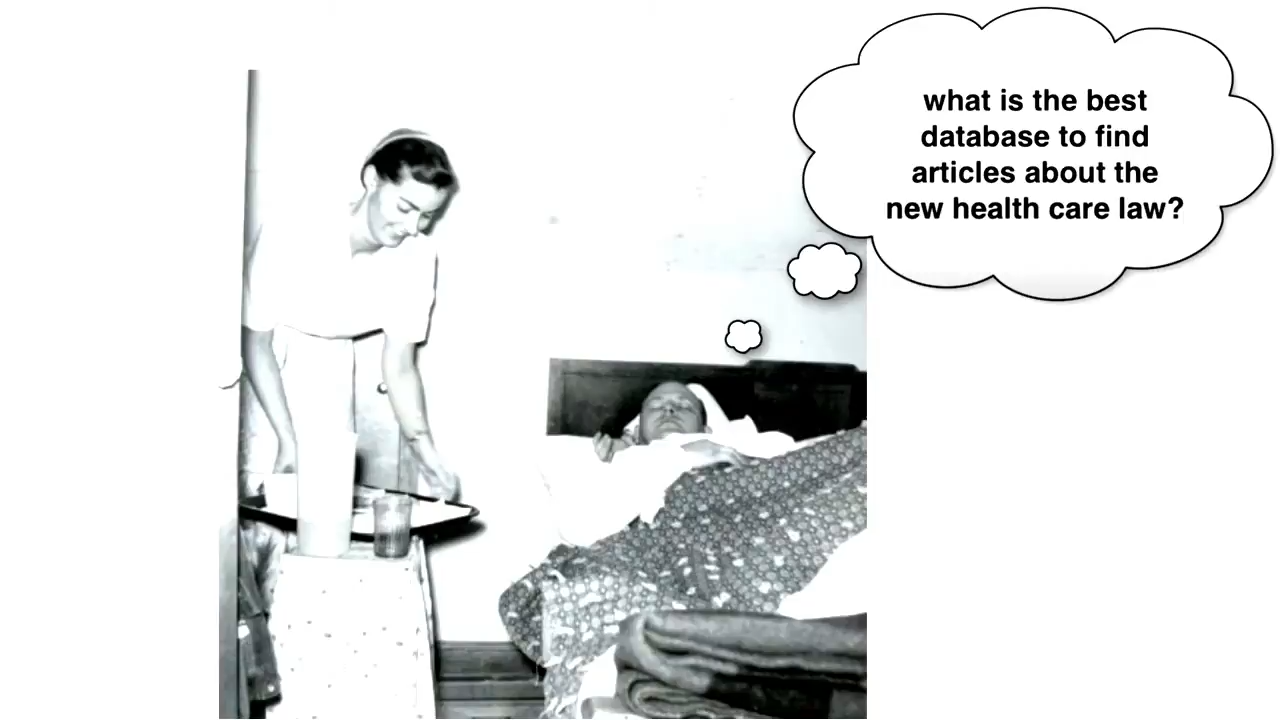 what is the best
database to find
articles about the
new health care law?